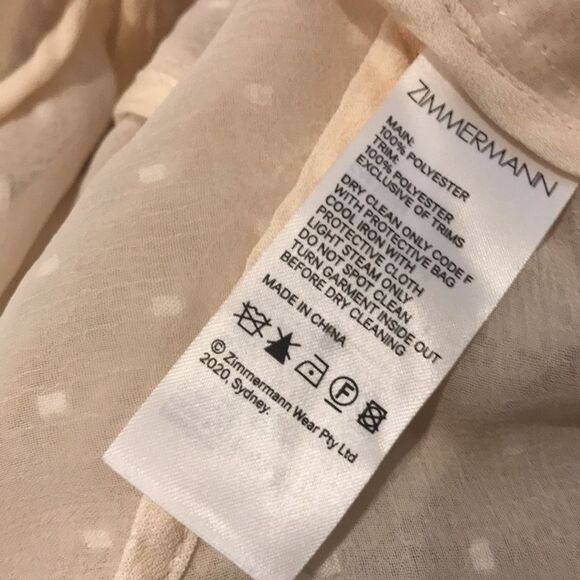 ZIMMERMANN
MAIN:
100% POLYESTER
TRIM:
100% POLYESTER
EXCLUSIVE OF TRIMS
DRY CLEAN ONLY CODE F
WITH PROTECTIVE BAG
COOL IRON WITH
PROTECTIVE CLOTH
LIGHT STEAM ONLY
DO NOT SPOT CLEAN
TURN GARMENT INSIDE OUT
BEFORE DRY CLEANING
MADE IN CHINA
F
© Zimmermann Wear Pty Ltd
2020, Sydney.